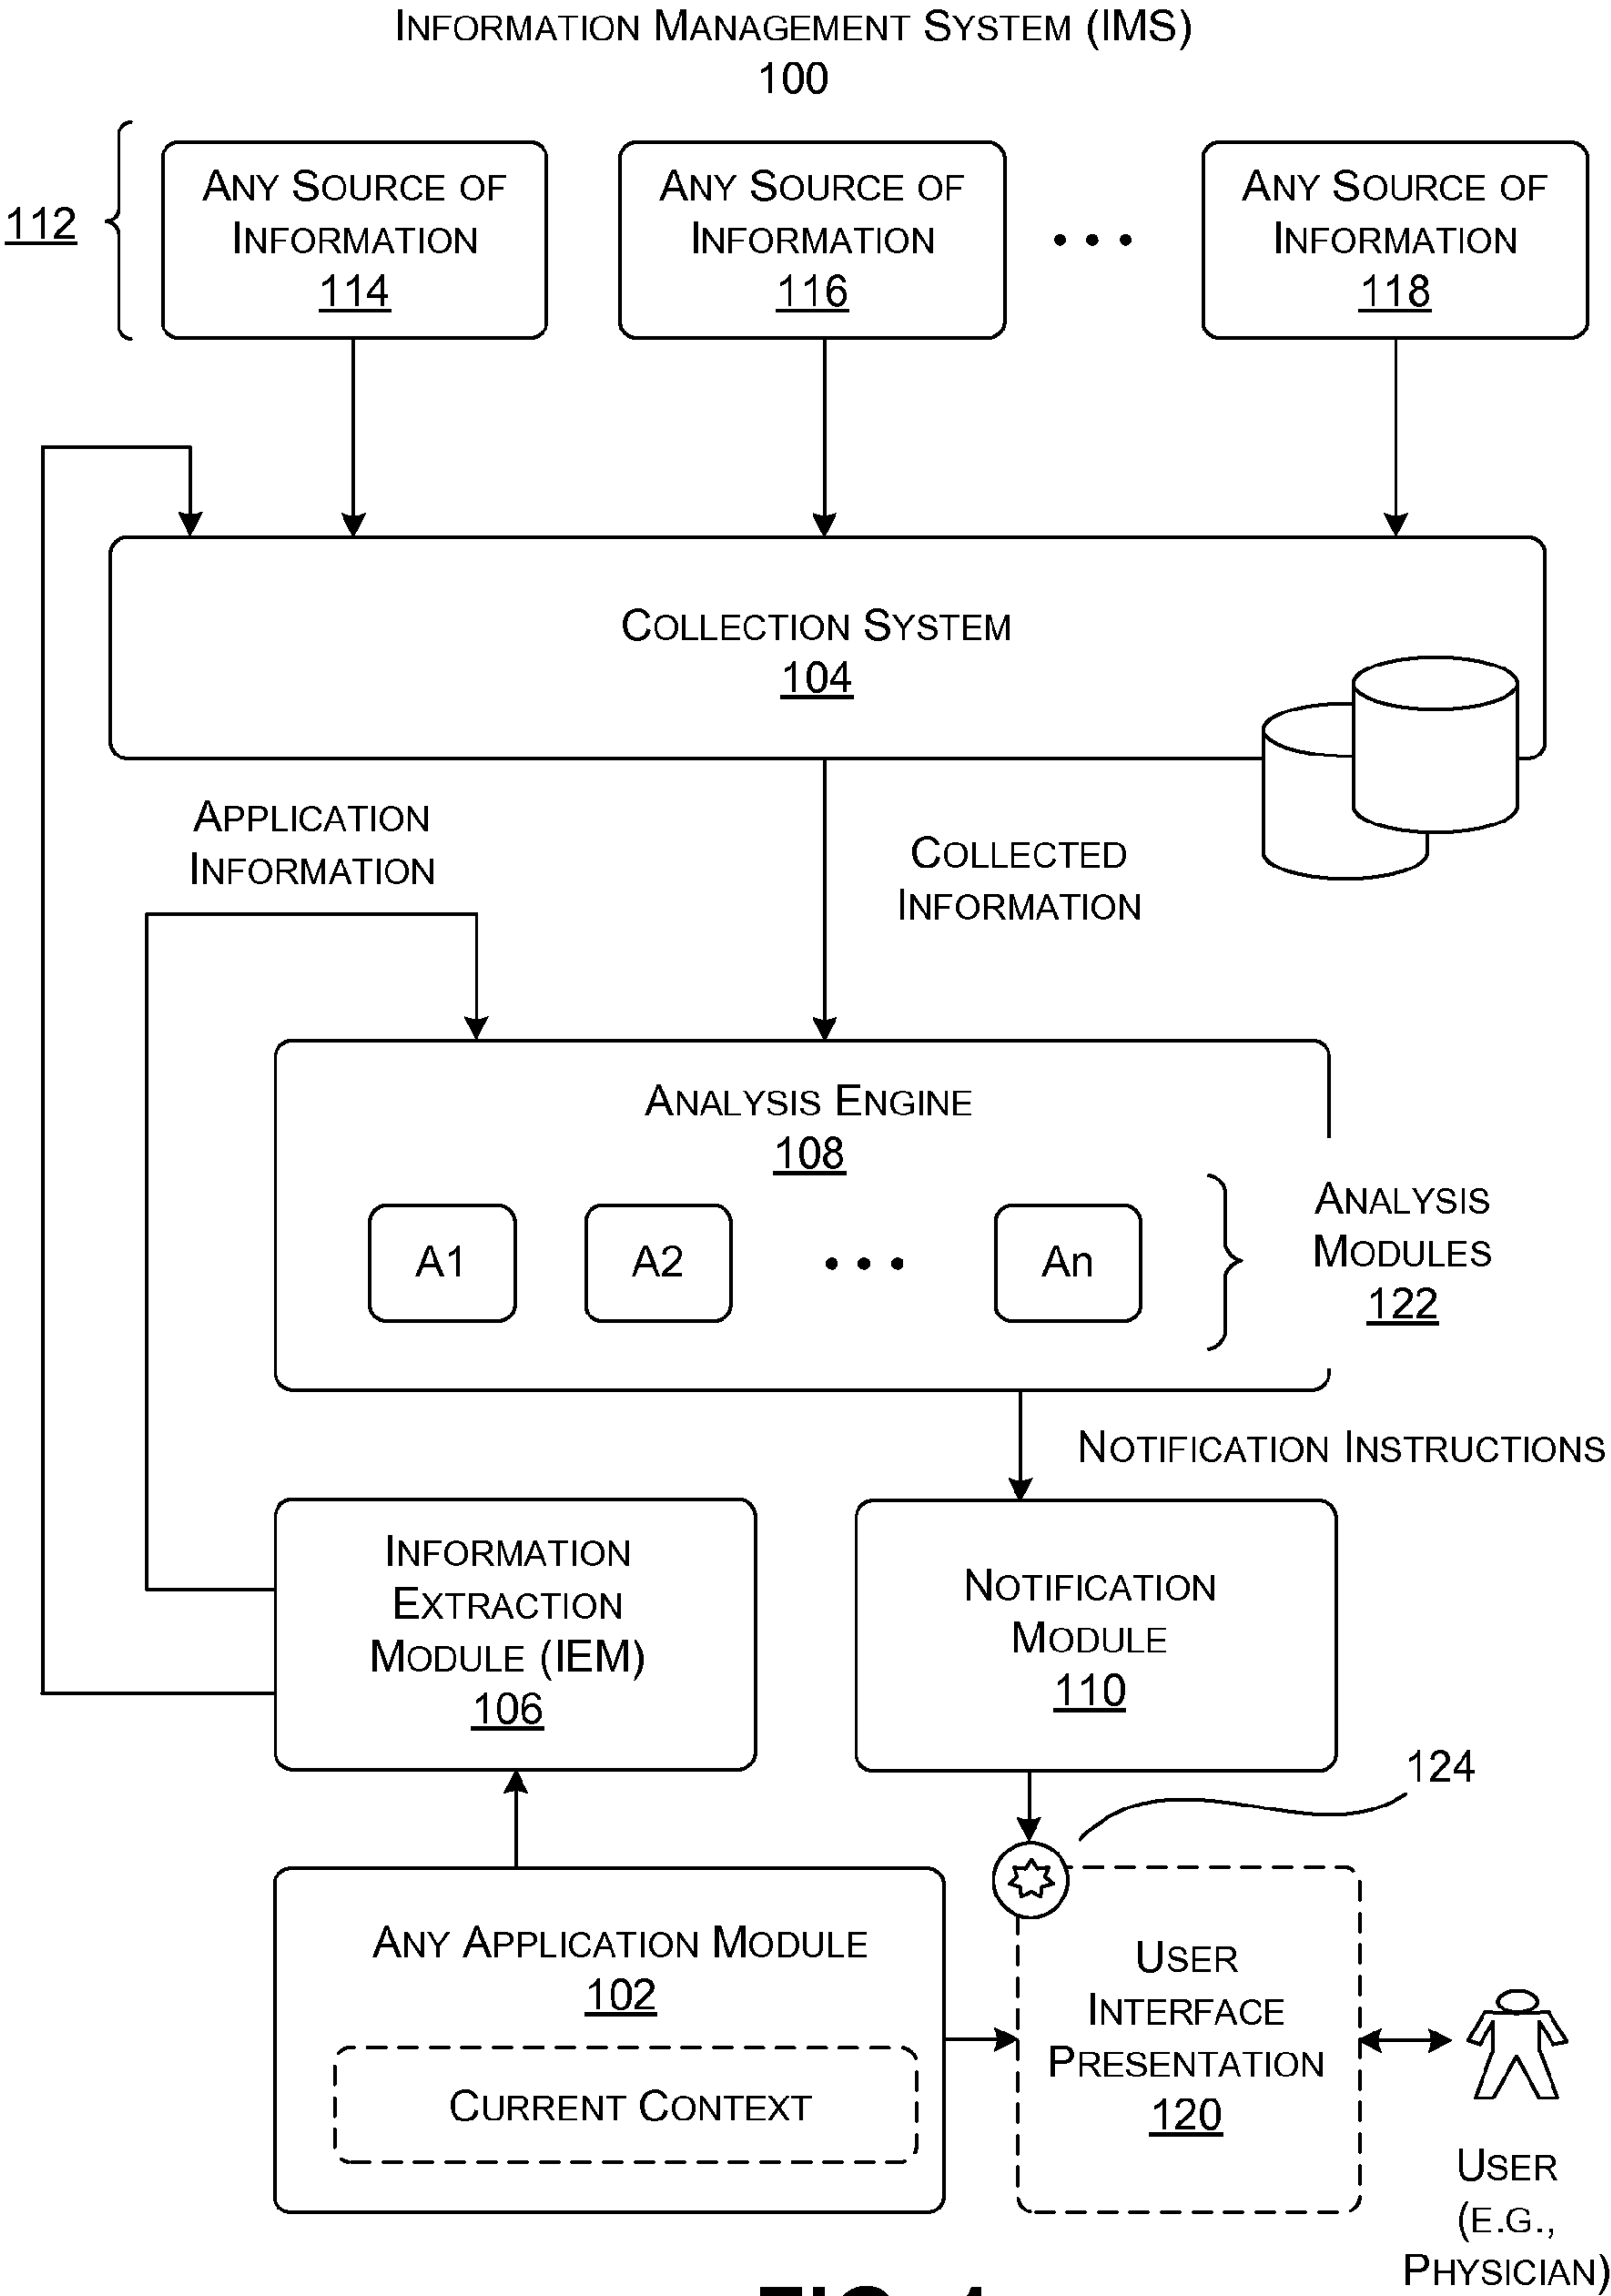 INFORMATION MANAGEMENT SYSTEM (IMS)
100
112
ANY SOURCE OF
INFORMATION
114
ANY SOURCE OF
INFORMATION
116
• • •
ANY SOURCE OF
INFORMATION
118
COLLECTION SYSTEM
104
APPLICATION
INFORMATION
COLLECTED
INFORMATION
ANALYSIS ENGINE
108
A1
A2
• • •
An
ANALYSIS
MODULES
122
NOTIFICATION INSTRUCTIONS
INFORMATION
EXTRACTION
MODULE (IEM)
106
NOTIFICATION
MODULE
110
124
ANY APPLICATION MODULE
102
CURRENT CONTEXT
USER
INTERFACE
PRESENTATION
120
USER
(E.G.,
PHYSICIAN)